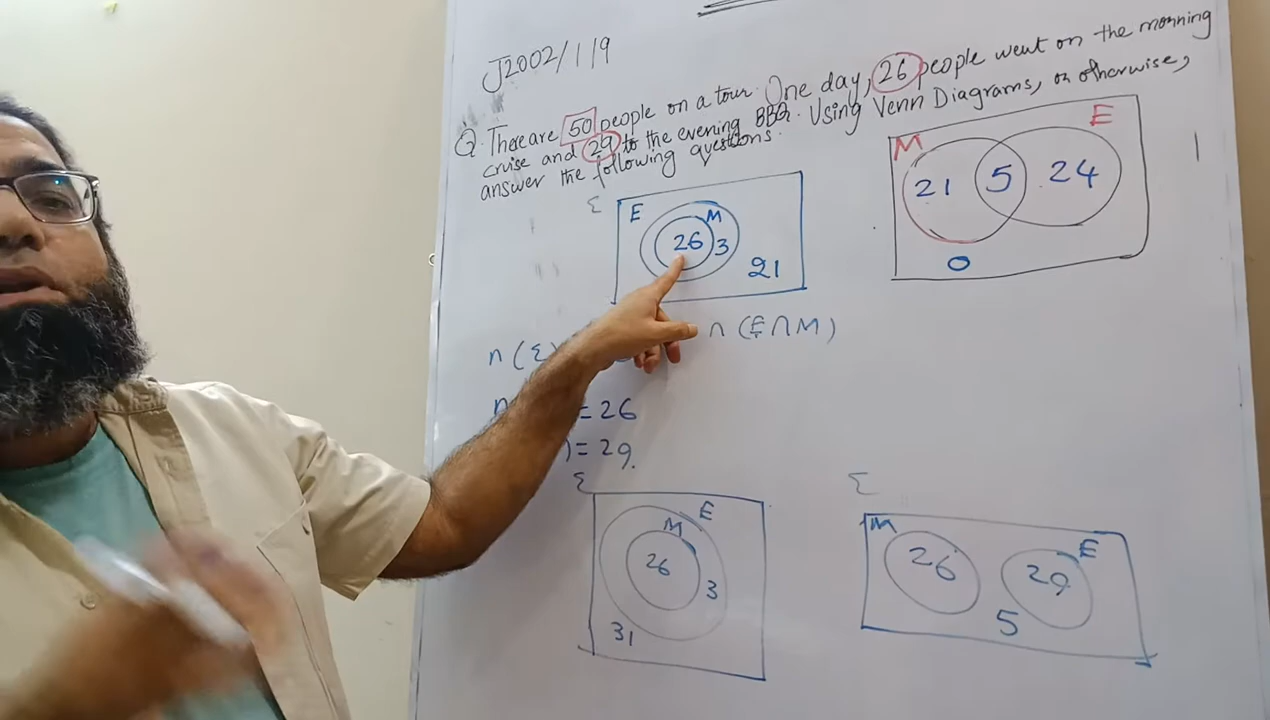 J2002/1/9
Q. There are 50 people on a tour. One day, 26 people went on the morning
cruise and 29 to the evening BBQ. Using Venn Diagrams, or otherwise,
answer the following questions.
Σ
E M
26 3
21
M E
21 5 24
0
n (Σ) n (E∩M)
n = 26
) = 29.
Σ
E
M
26
3
31
Σ
M E
26 29
5